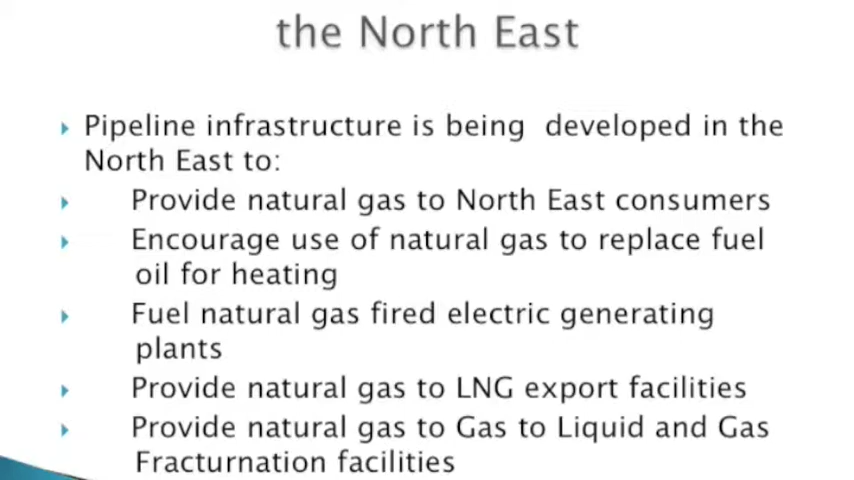 the North East
Pipeline infrastructure is being developed in the
North East to:
Provide natural gas to North East consumers
Encourage use of natural gas to replace fuel
oil for heating
Fuel natural gas fired electric generating
plants
Provide natural gas to LNG export facilities
Provide natural gas to Gas to Liquid and Gas
Fracturnation facilities